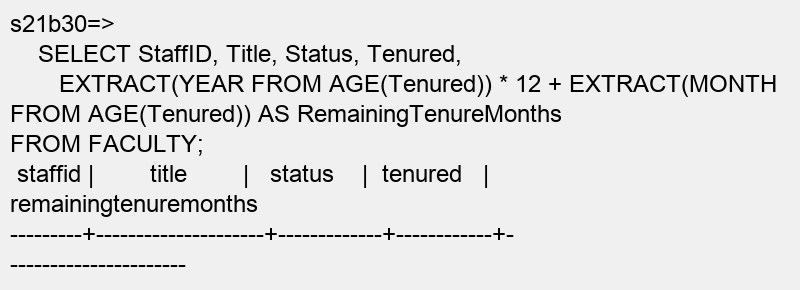 s21b30=>
SELECT StaffID, Title, Status, Tenured,
EXTRACT(YEAR FROM AGE(Tenured)) * 12 + EXTRACT(MONTH
FROM AGE(Tenured)) AS RemainingTenureMonths
FROM FACULTY;
staffid | title | status | tenured |
remainingtenuremonths
---------+---------------------+-------------+------------+-
----------------------